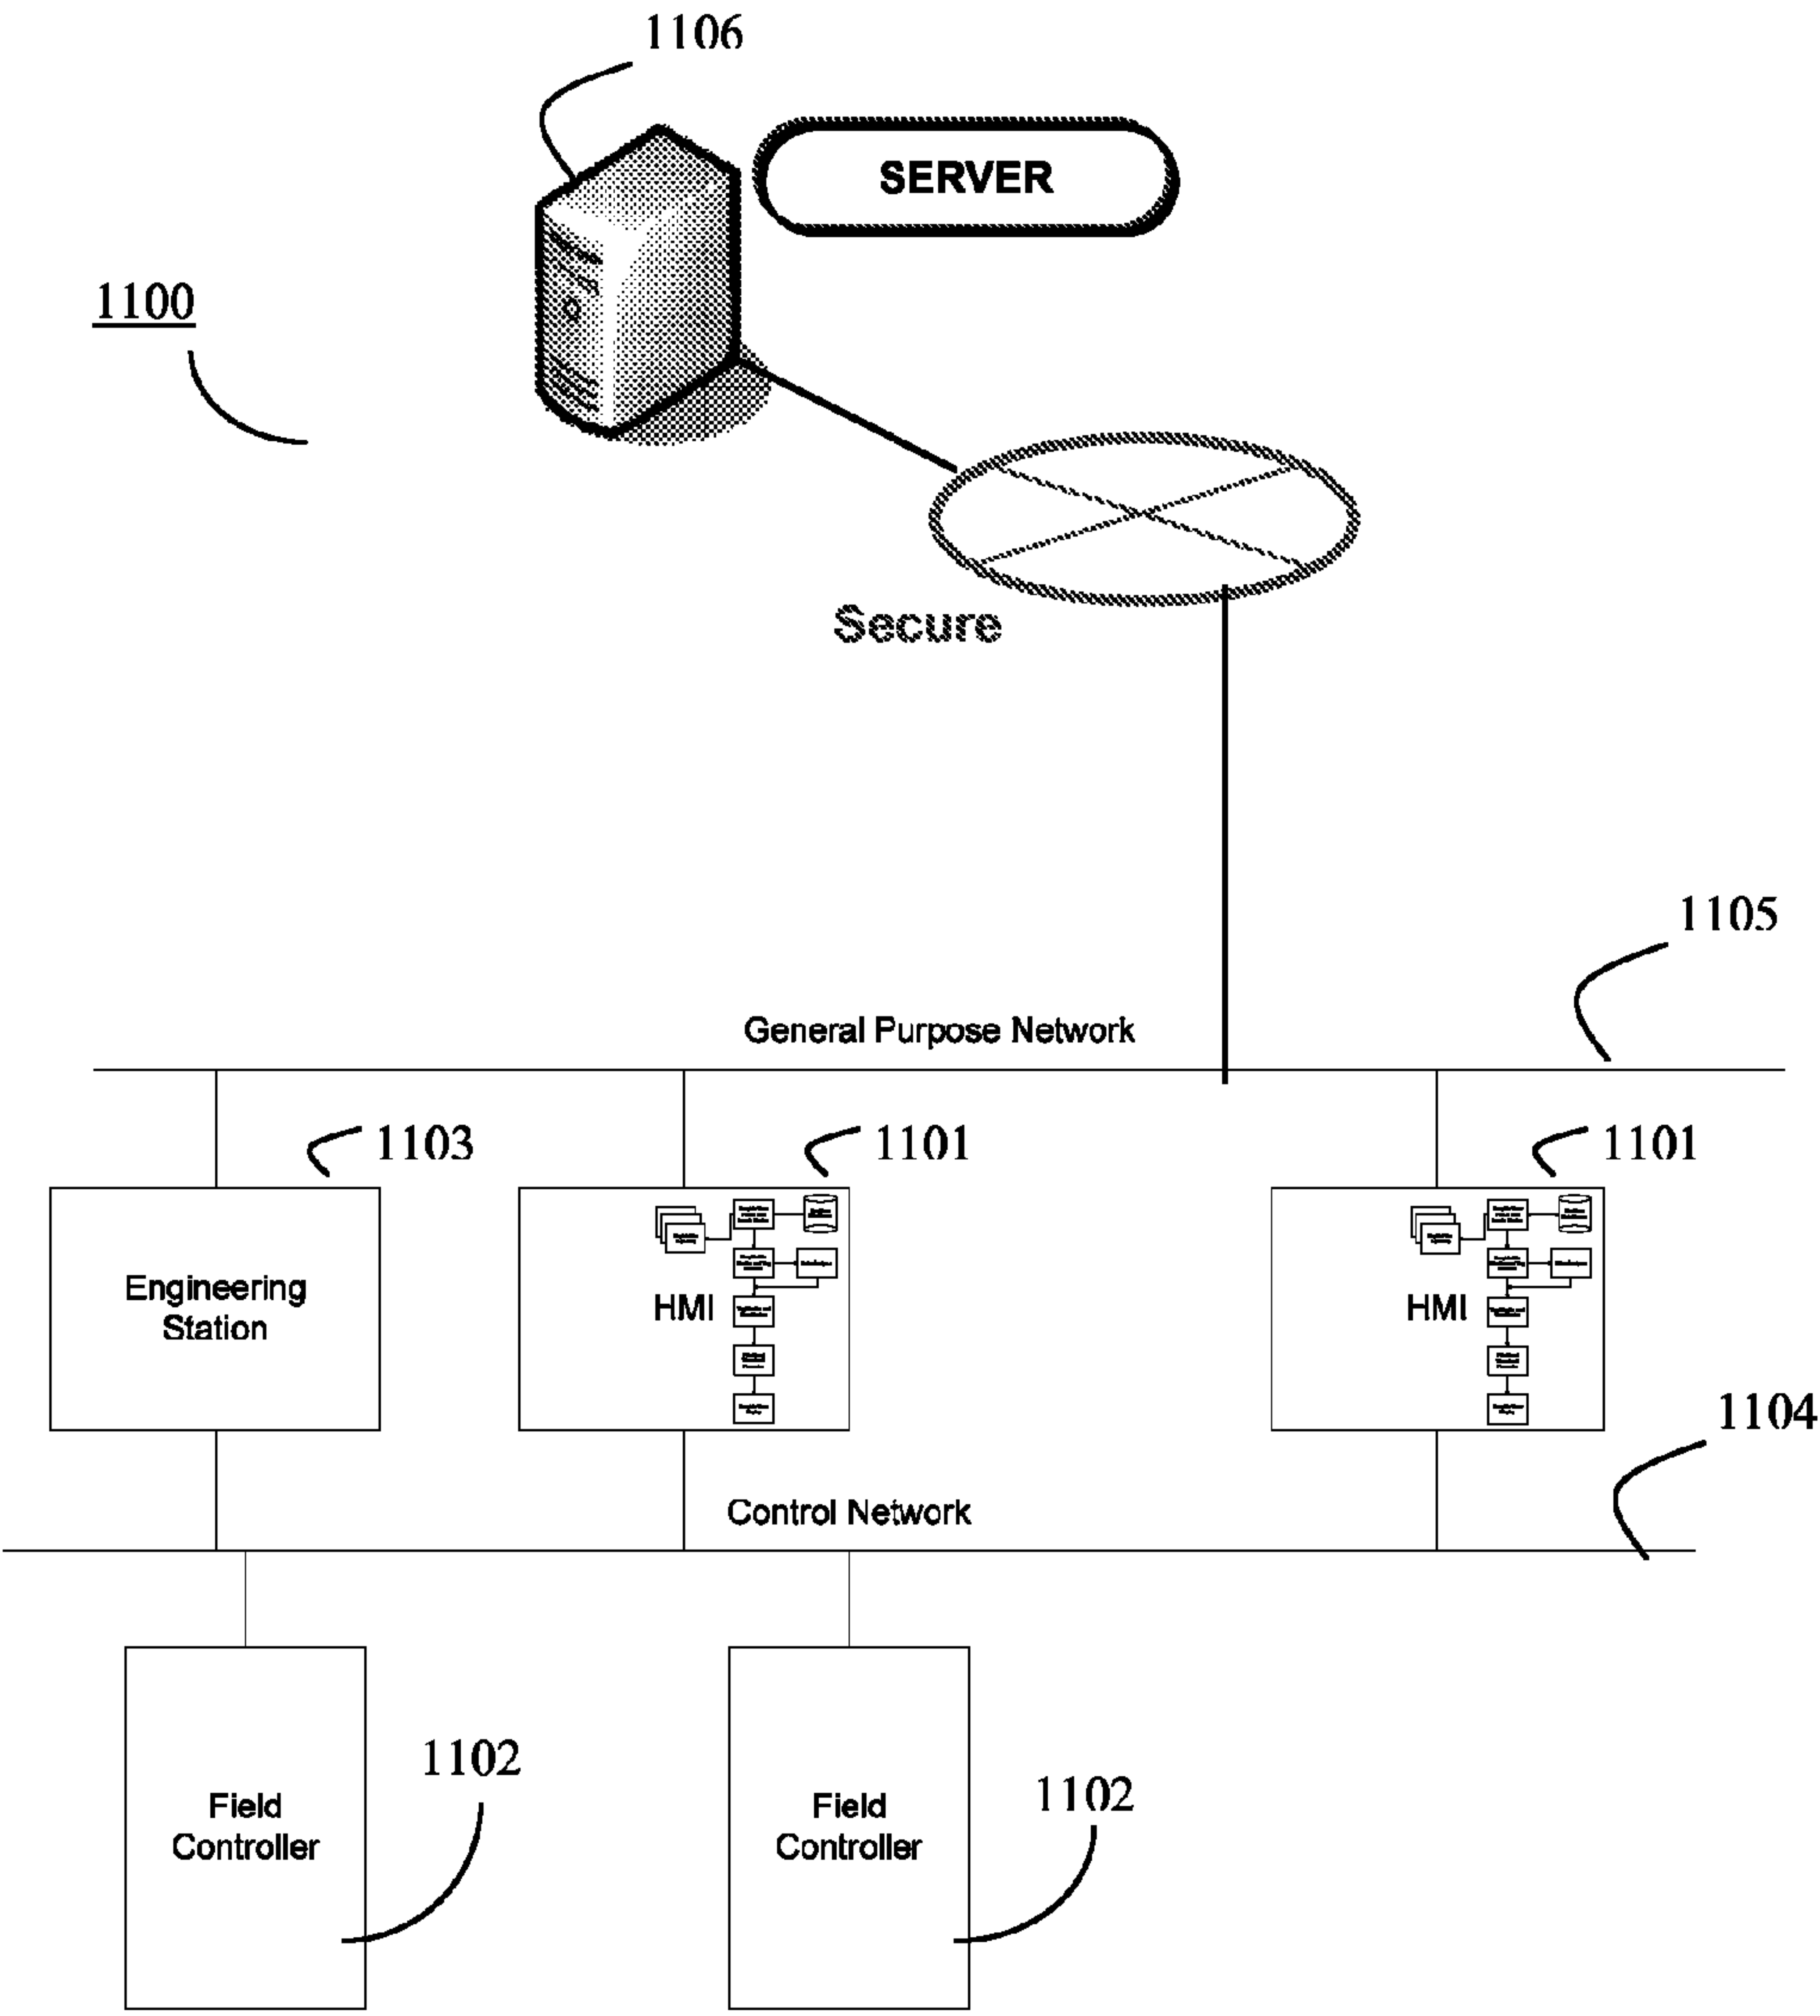 1106
SERVER
1100
Secure
1105
General Purpose Network
1103
1101
1101
Engineering
Station
HMI
HMI
1104
Control Network
1102
1102
Field
Controller
Field
Controller